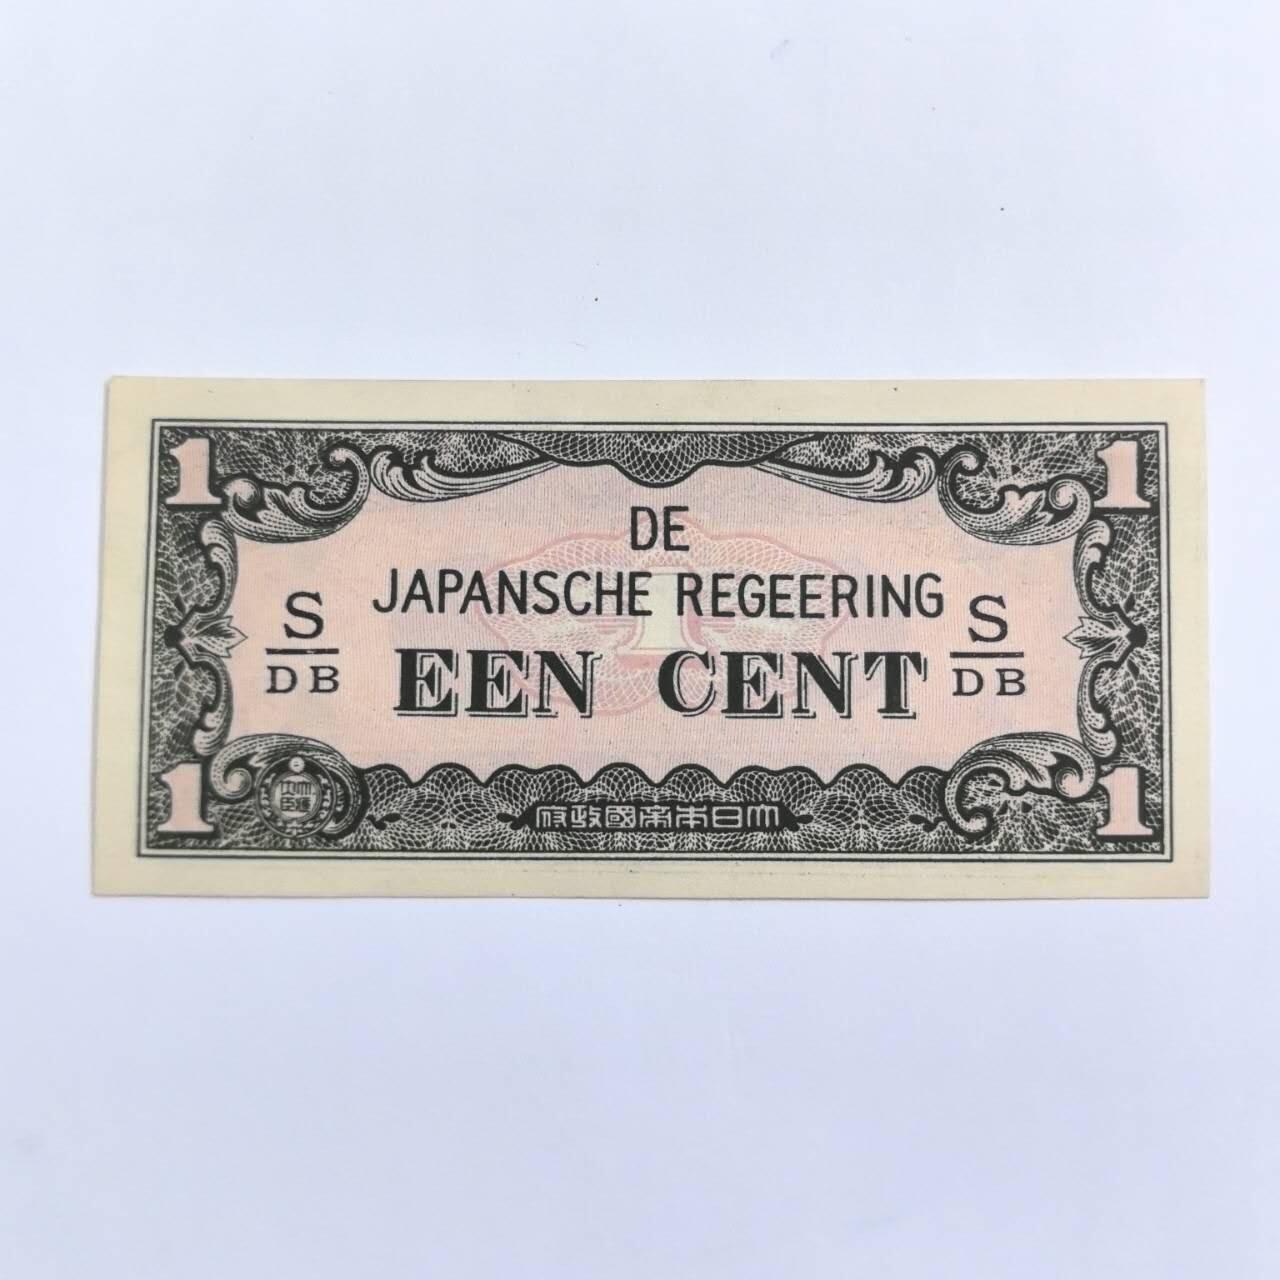 1 1
DE
JAPANSCHE REGEERING
S S
DB DB
EEN CENT
1 1
府政國帝本日大